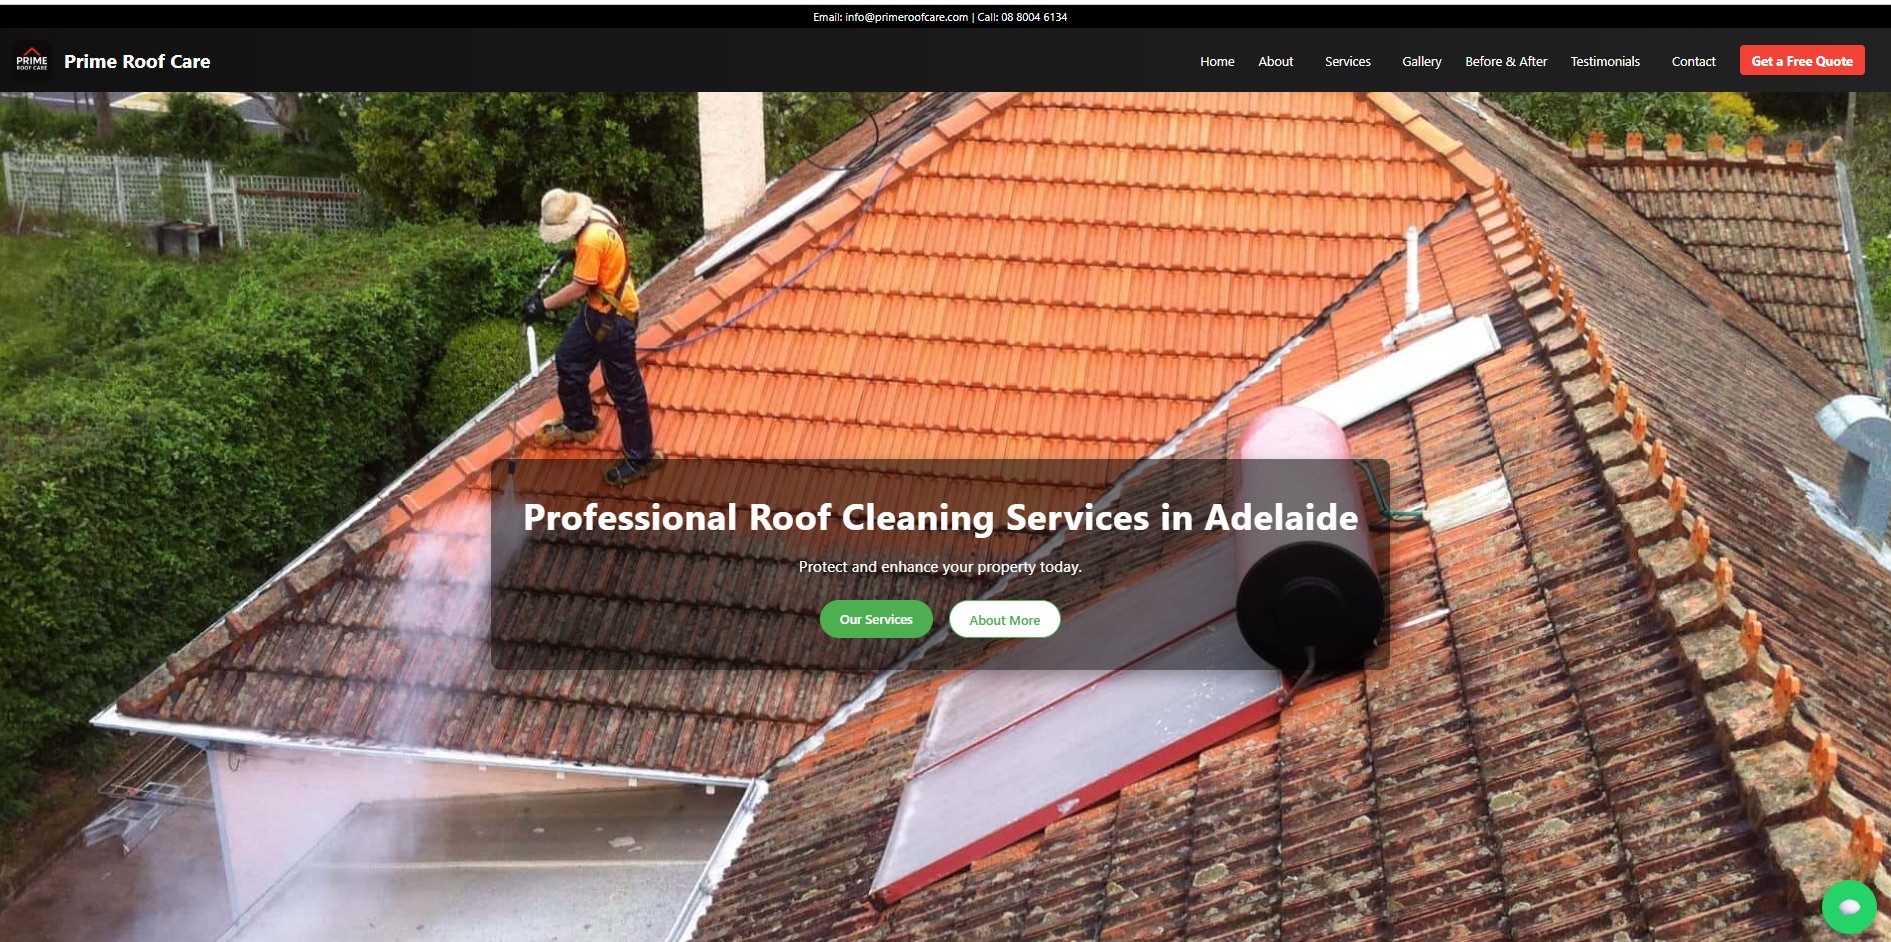 Email: info@primeroofcare.com | Call: 08 8004 6134
PRIME
ROOF CARE
Prime Roof Care
Home About Services Gallery Before & After Testimonials Contact Get a Free Quote
Professional Roof Cleaning Services in Adelaide
Protect and enhance your property today.
Our Services About More